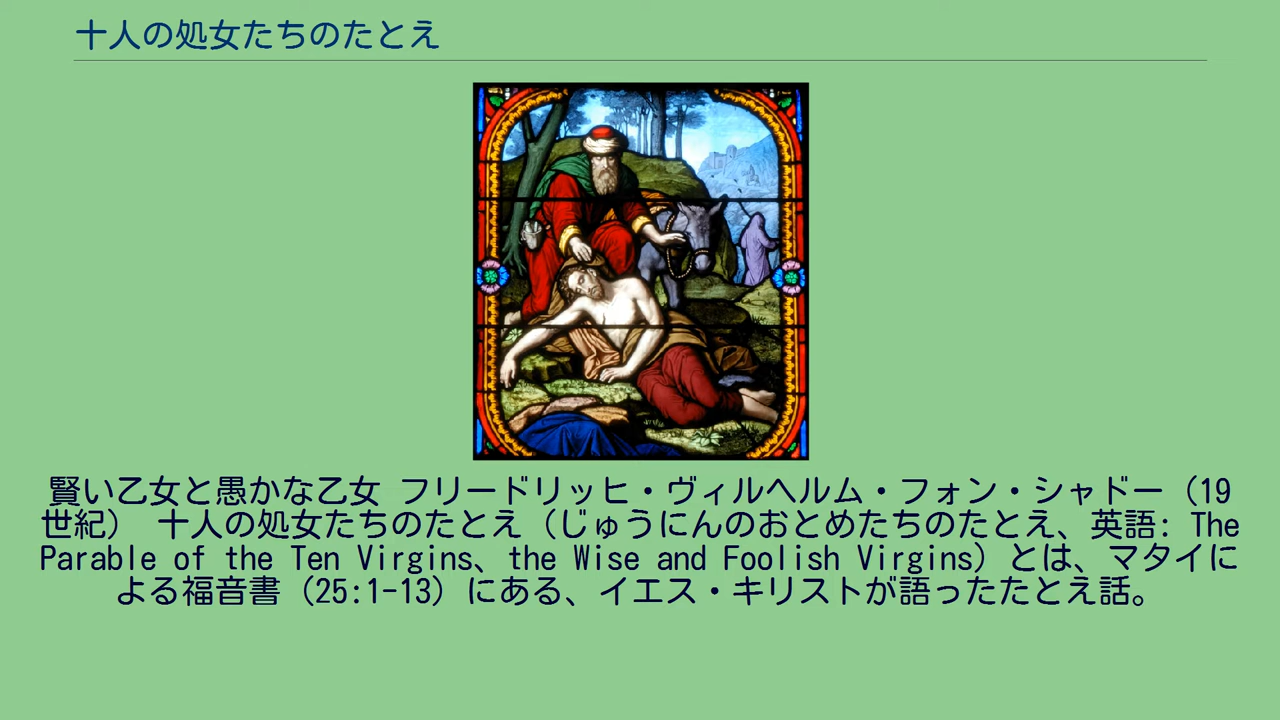 十人の処女たちのたとえ
賢い乙女と愚かな乙女 フリードリッヒ・ヴィルヘルム・フォン・シャドー（19
世紀） 十人の処女たちのたとえ（じゅうにんのおとめたちのたとえ、英語: The
Parable of the Ten Virgins、the Wise and Foolish Virgins）とは、マタイに
よる福音書（25:1-13）にある、イエス・キリストが語ったたとえ話。